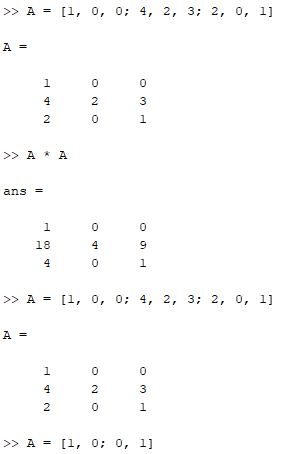 >> A = [1, 0, 0; 4, 2, 3; 2, 0, 1]
A =
1 0 0
4 2 3
2 0 1
>> A * A
ans =
1 0 0
18 4 9
4 0 1
>> A = [1, 0, 0; 4, 2, 3; 2, 0, 1]
A =
1 0 0
4 2 3
2 0 1
>> A = [1, 0; 0, 1]